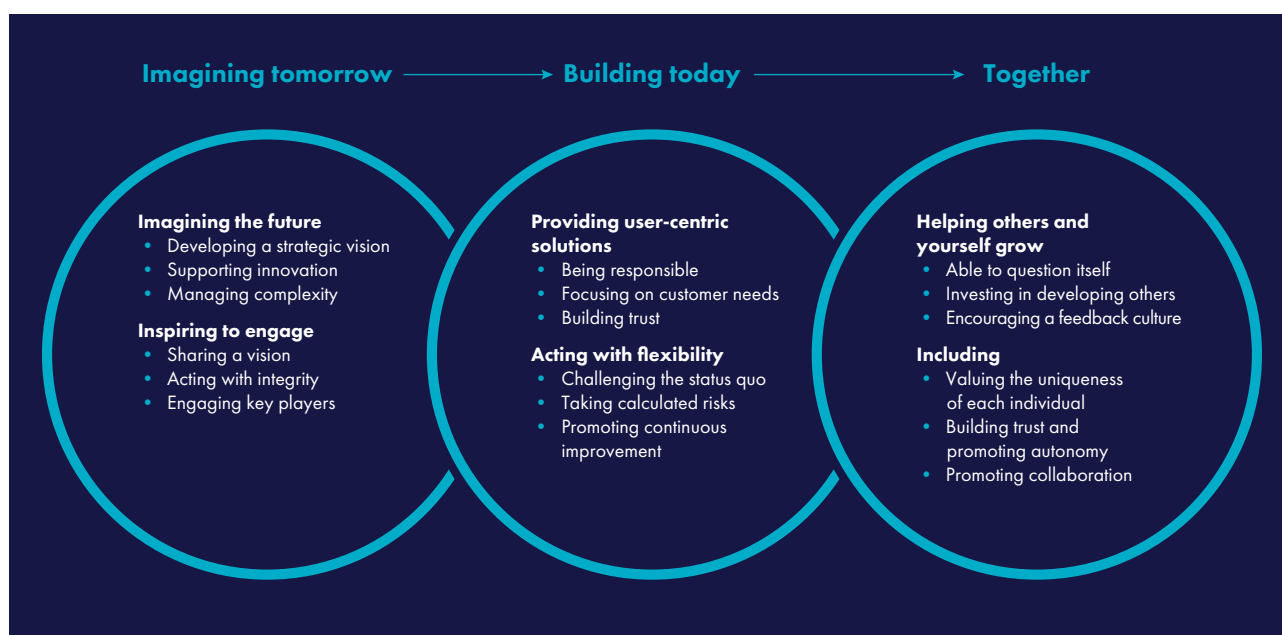 Imagining tomorrow
Building today
Together
Imagining the future
• Developing a strategic vision
• Supporting innovation
• Managing complexity
Inspiring to engage
• Sharing a vision
• Acting with integrity
• Engaging key players
Providing user-centric
solutions
• Being responsible
• Focusing on customer needs
• Building trust
Acting with flexibility
• Challenging the status quo
• Taking calculated risks
• Promoting continuous
improvement
Helping others and
yourself grow
• Able to question itself
• Investing in developing others
• Encouraging a feedback culture
Including
• Valuing the uniqueness
of each individual
• Building trust and
promoting autonomy
• Promoting collaboration